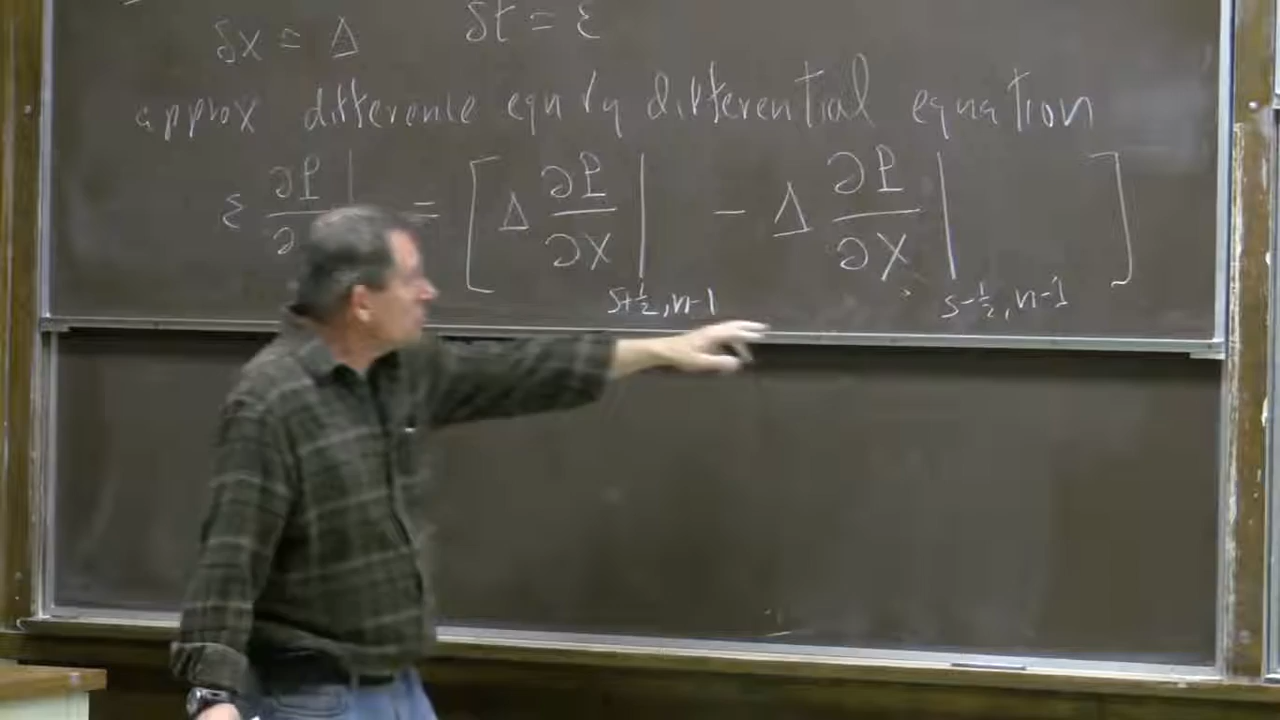 δx = Δ δt = ε
approx difference eqn by differential equation
ε ∂P/∂ | = [ Δ ∂P/∂x |_{s+½, n-1} - Δ ∂P/∂x |_{s-½, n-1} ]